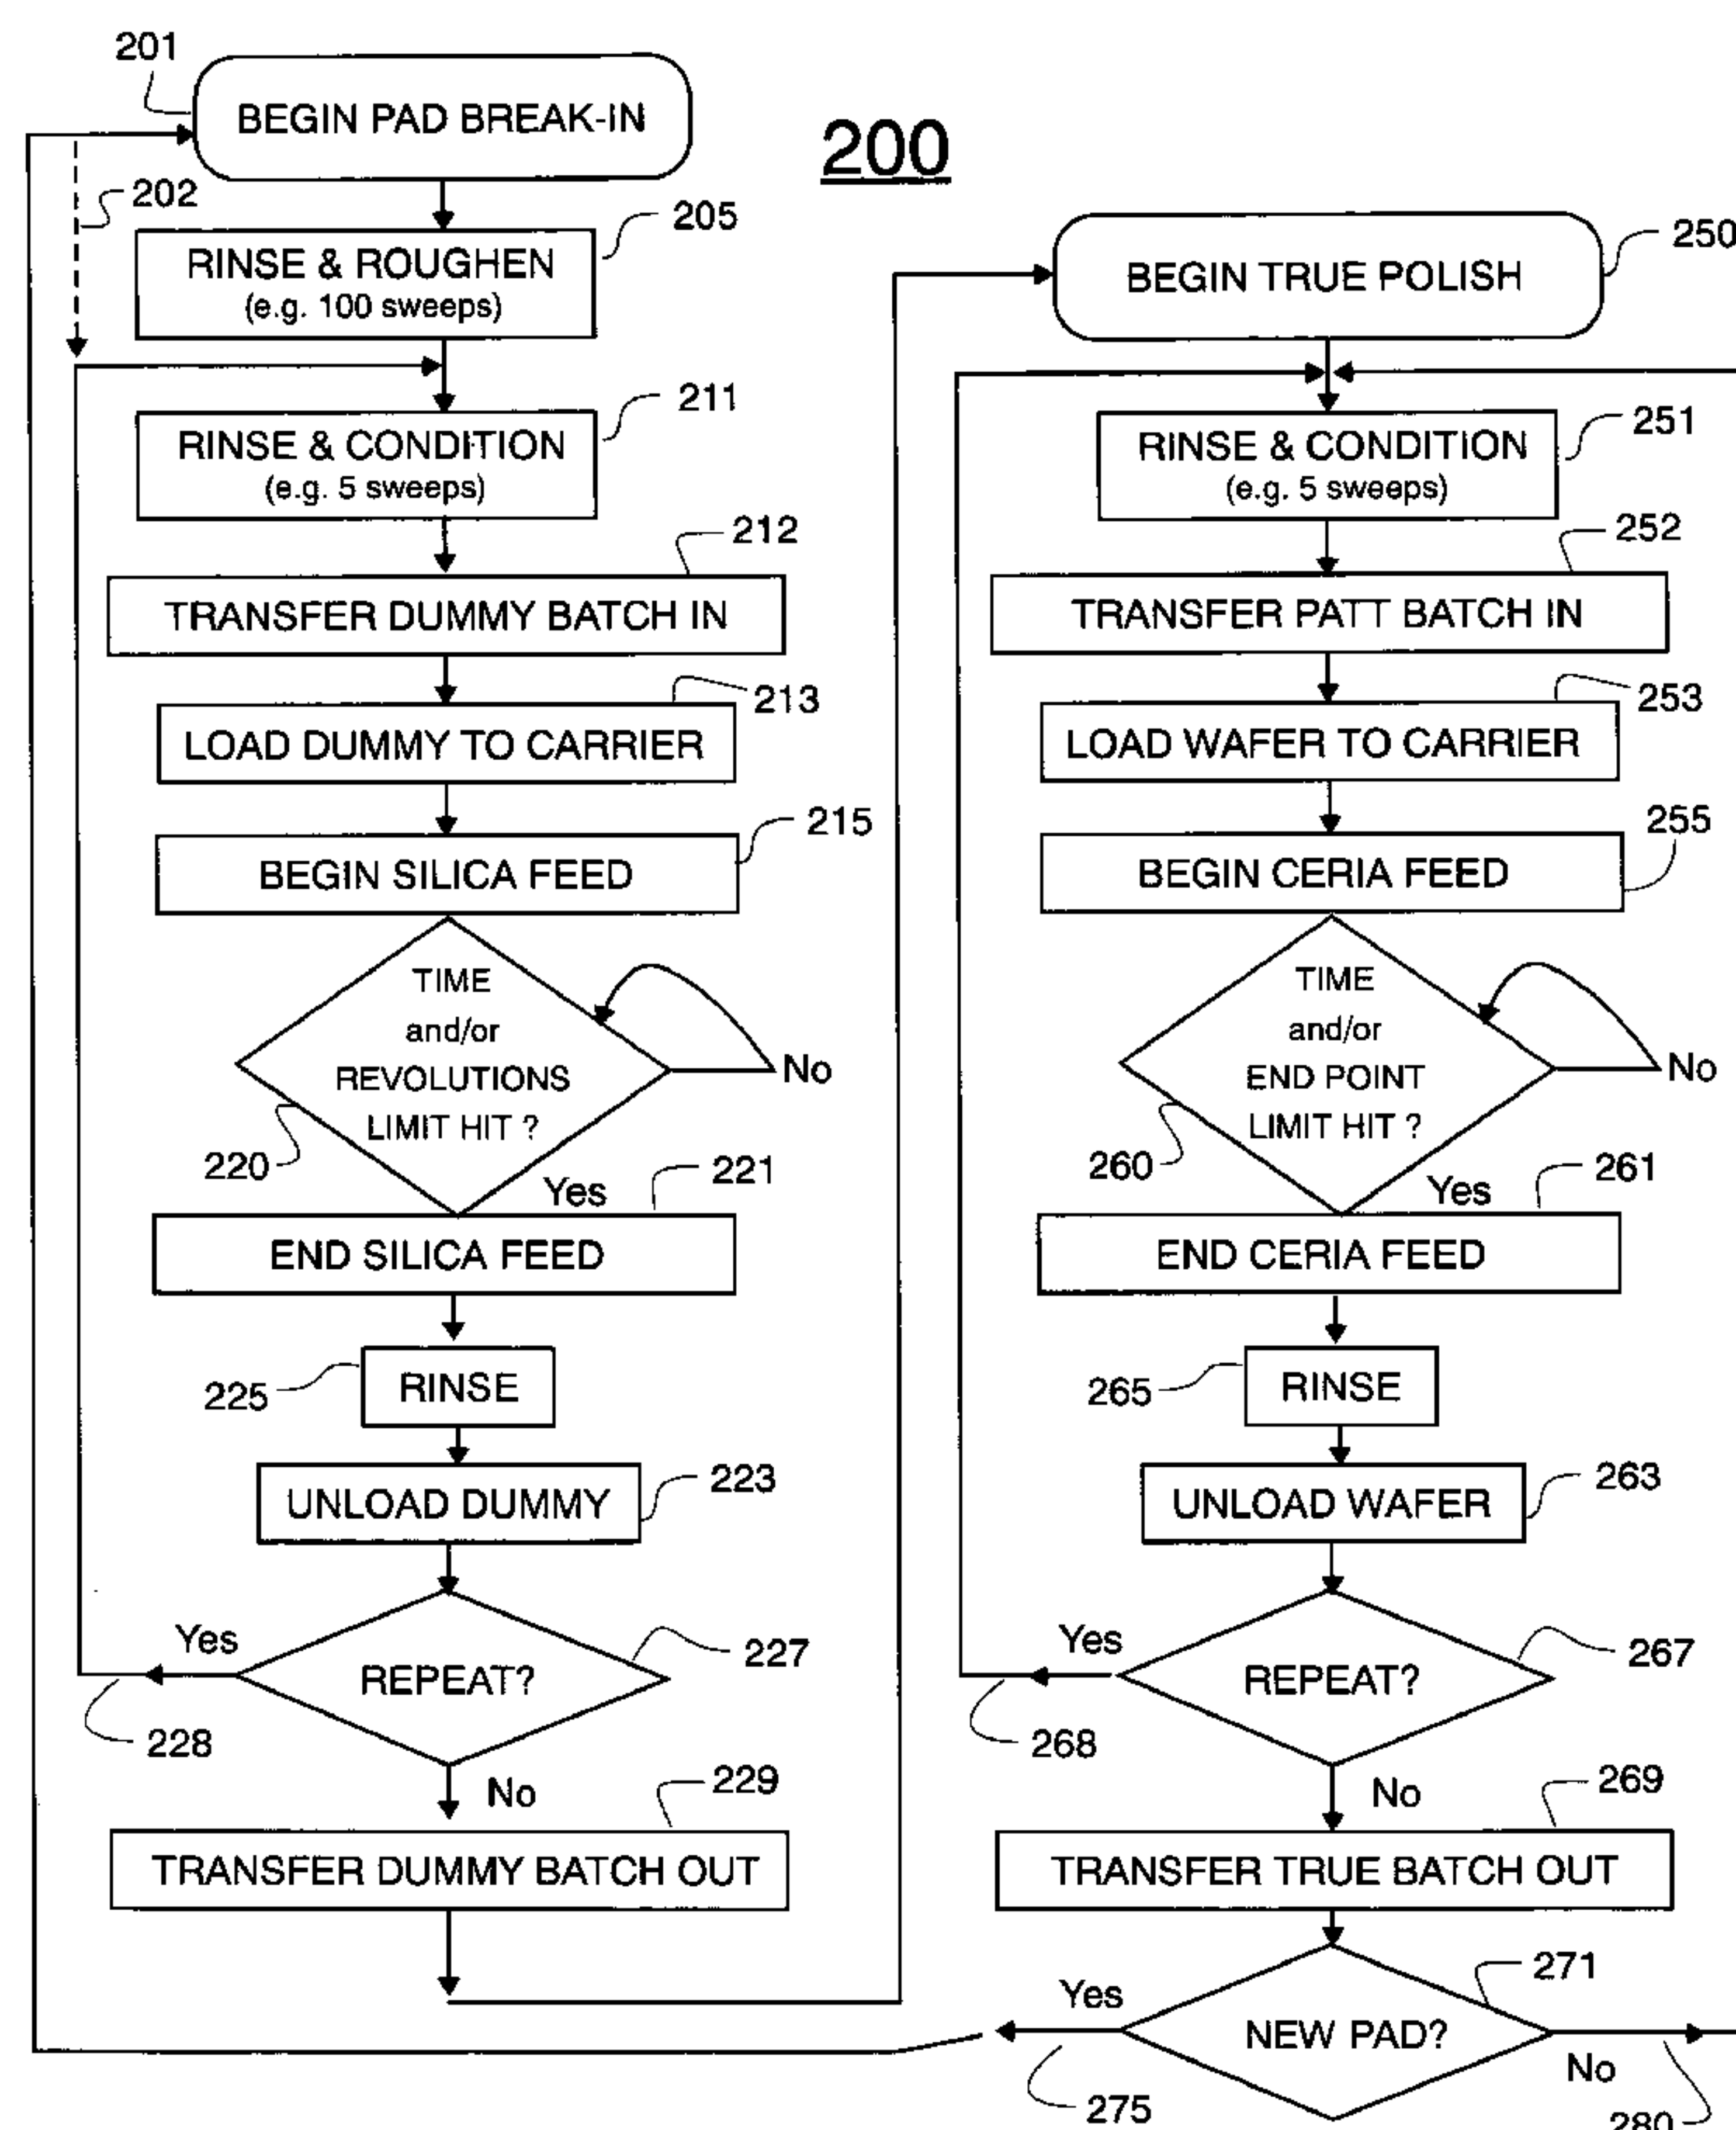 201
BEGIN PAD BREAK-IN
200
202
205
RINSE & ROUGHEN
(e.g. 100 sweeps)
211
RINSE & CONDITION
(e.g. 5 sweeps)
212
TRANSFER DUMMY BATCH IN
213
LOAD DUMMY TO CARRIER
215
BEGIN SILICA FEED
TIME
and/or
REVOLUTIONS
LIMIT HIT ?
No
220
Yes
221
END SILICA FEED
225
RINSE
223
UNLOAD DUMMY
Yes
REPEAT?
227
228
No
229
TRANSFER DUMMY BATCH OUT
250
BEGIN TRUE POLISH
251
RINSE & CONDITION
(e.g. 5 sweeps)
252
TRANSFER PATT BATCH IN
253
LOAD WAFER TO CARRIER
255
BEGIN CERIA FEED
TIME
and/or
END POINT
LIMIT HIT ?
No
260
Yes
261
END CERIA FEED
265
RINSE
263
UNLOAD WAFER
Yes
REPEAT?
267
268
No
269
TRANSFER TRUE BATCH OUT
271
Yes
NEW PAD?
No
275
280